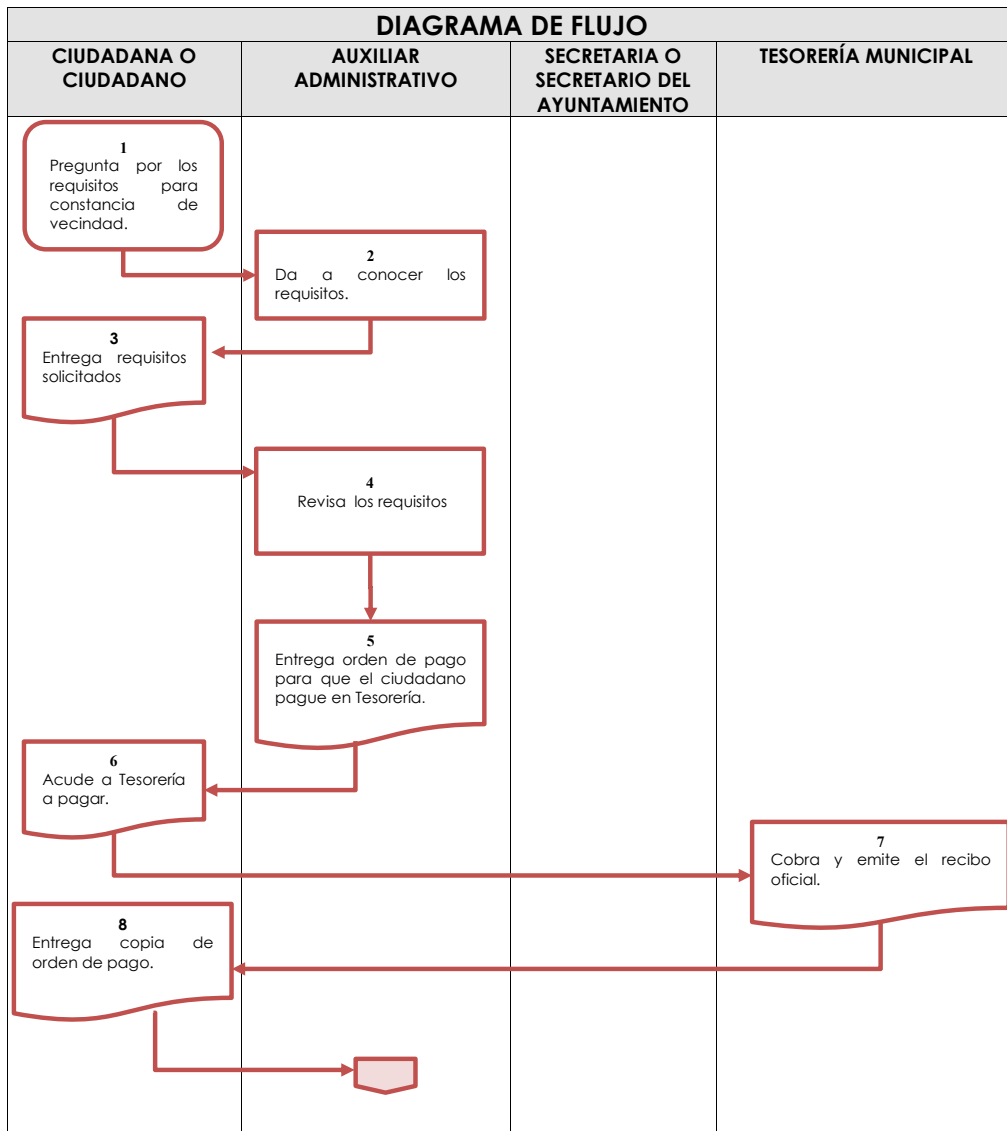 DIAGRAMA DE FLUJO
CIUDADANA O
CIUDADANO
AUXILIAR
ADMINISTRATIVO
SECRETARIA O
SECRETARIO DEL
AYUNTAMIENTO
TESORERÍA MUNICIPAL
1
Pregunta por los
requisitos para
constancia de
vecindad.
2
Da a conocer los
requisitos.
3
Entrega requisitos
solicitados
4
Revisa los requisitos
5
Entrega orden de pago
para que el ciudadano
pague en Tesorería.
6
Acude a Tesorería
a pagar.
7
Cobra y emite el recibo
oficial.
8
Entrega copia de
orden de pago.